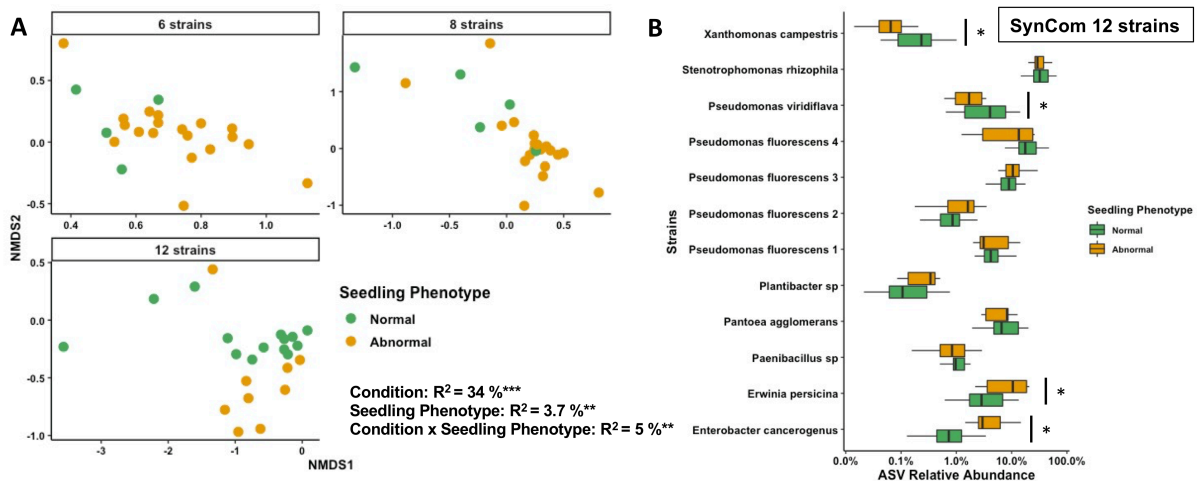 A
6 strains
8 strains
0.5
0.0
-0.5
0.4
0.6
0.8
1.0
1
0
-1
-1.0
-0.5
0.0
0.5
NMDS2
12 strains
0.5
0.0
-0.5
-1.0
-3
-2
-1
0
NMDS1
Seedling Phenotype
Normal
Abnormal
Condition: R² = 34 %***
Seedling Phenotype: R² = 3.7 %**
Condition x Seedling Phenotype: R² = 5 %**
B
SynCom 12 strains
Strains
Xanthomonas campestris
*
Stenotrophomonas rhizophila
Pseudomonas viridiflava
*
Pseudomonas fluorescens 4
Pseudomonas fluorescens 3
Pseudomonas fluorescens 2
Pseudomonas fluorescens 1
Plantibacter sp
Pantoea agglomerans
Paenibacillus sp
Erwinia persicina
*
Enterobacter cancerogenus
*
0.0%
0.1%
1.0%
10.0%
100.0%
ASV Relative Abundance
Seedling Phenotype
Normal
Abnormal